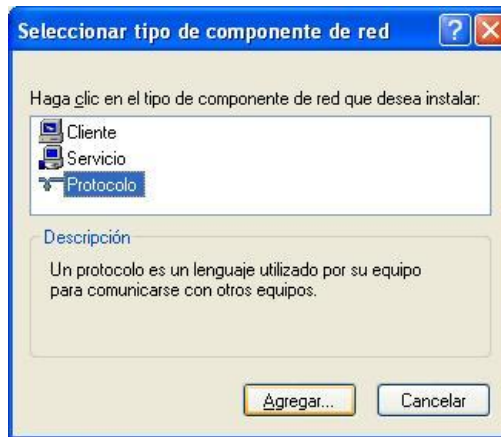 Seleccionar tipo de componente de red
Haga clic en el tipo de componente de red que desea instalar:
Cliente
Servicio
Protocolo
Descripción
Un protocolo es un lenguaje utilizado por su equipo
para comunicarse con otros equipos.
Agregar... Cancelar